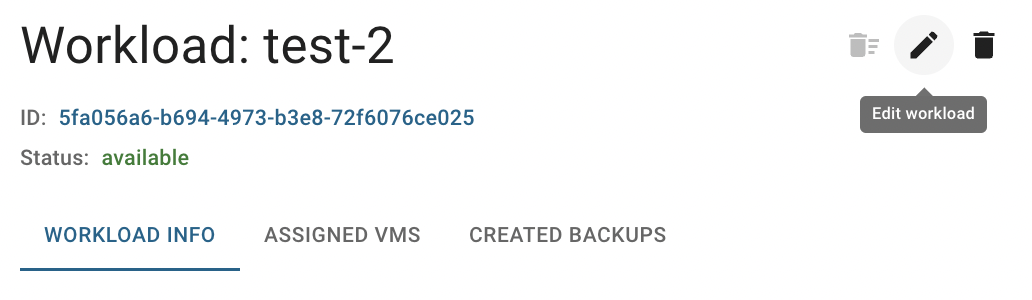 Workload: test-2
ID: 5fa056a6-b694-4973-b3e8-72f6076ce025
Edit workload
Status: available
WORKLOAD INFO ASSIGNED VMS CREATED BACKUPS